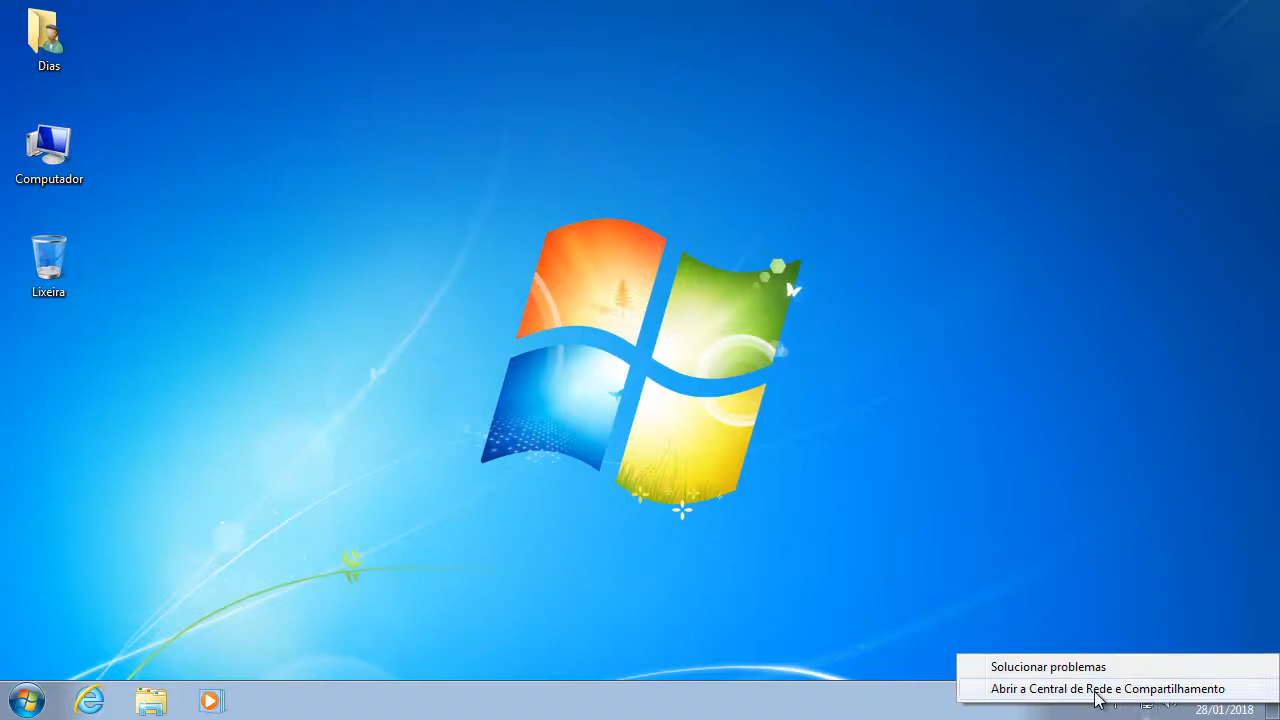 Dias
Computador
Lixeira
Solucionar problemas
Abrir a Central de Rede e Compartilhamento
28/01/2018